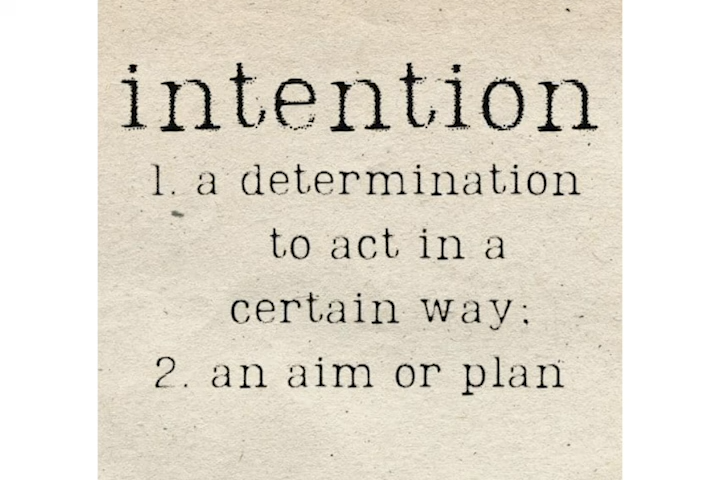 intention
1. a determination
to act in a
certain way;
2. an aim or plan